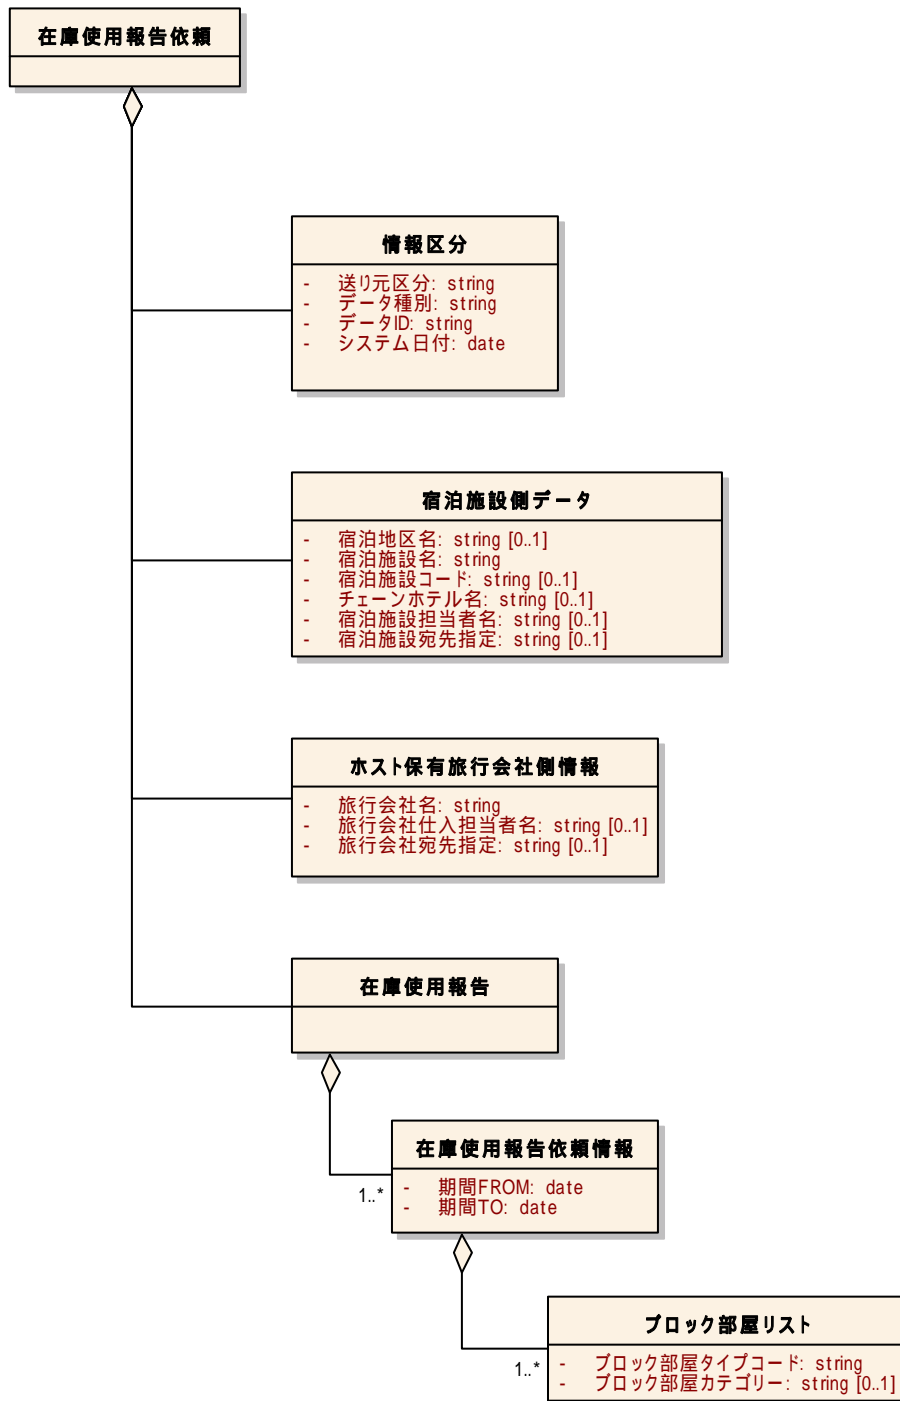 在庫使用報告依頼
情報区分
- 送り元区分: string
- データ種別: string
- データID: string
- システム日付: date
宿泊施設側データ
- 宿泊地区名: string [0..1]
- 宿泊施設名: string
- 宿泊施設コード: string [0..1]
- チェーンホテル名: string [0..1]
- 宿泊施設担当者名: string [0..1]
- 宿泊施設宛先指定: string [0..1]
ホスト保有旅行会社側情報
- 旅行会社名: string
- 旅行会社仕入担当者名: string [0..1]
- 旅行会社宛先指定: string [0..1]
在庫使用報告
在庫使用報告依頼情報
- 期間FROM: date
- 期間TO: date
1..*
ブロック部屋リスト
- ブロック部屋タイプコード: string
- ブロック部屋カテゴリー: string [0..1]
1..*